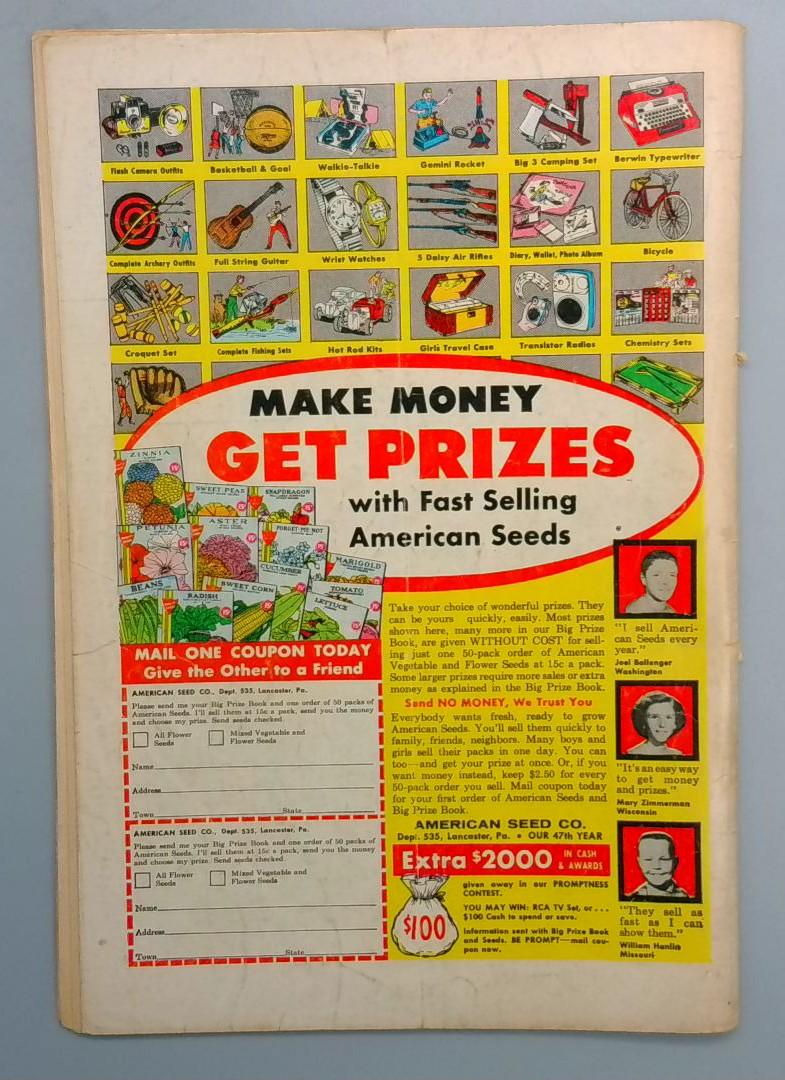 Flash Camera Outfits
Basketball & Goal
Walkie-Talkie
Gemini Rocket
Big 3 Camping Set
Berwin Typewriter
Complete Archery Outfits
Full String Guitar
Wrist Watches
5 Daisy Air Rifles
Diary, Wallet, Photo Album
Bicycle
Croquet Set
Complete Fishing Sets
Hot Rod Kits
Girls Travel Case
Transistor Radios
Chemistry Sets
MAKE MONEY
GET PRIZES
with Fast Selling
American Seeds
ZINNIA
SWEET PEAS
SNAPDRAGON
PETUNIA
ASTER
FORGET-ME-NOT
MARIGOLD
CUCUMBER
BEANS
RADISH
SWEET CORN
TOMATO
LETTUCE
MAIL ONE COUPON TODAY
Give the Other to a Friend
AMERICAN SEED CO., Dept. 535, Lancaster, Pa.
Please send me your Big Prize Book and one order of 50 packs of
American Seeds. I'll sell them at 15c a pack, send you the money
and choose my prize. Send seeds checked.
All Flower
Seeds
Mixed Vegetable and
Flower Seeds
Name
Address
Town State
AMERICAN SEED CO., Dept. 535, Lancaster, Pa.
Please send me your Big Prize Book and one order of 50 packs of
American Seeds. I'll sell them at 15c a pack, send you the money
and choose my prize. Send seeds checked.
All Flower
Seeds
Mixed Vegetable and
Flower Seeds
Name
Address
Town State
Take your choice of wonderful prizes. They
can be yours quickly, easily. Most prizes
shown here, many more in our Big Prize
Book, are given WITHOUT COST for sell-
ing just one 50-pack order of American
Vegetable and Flower Seeds at 15c a pack.
Some larger prizes require more sales or extra
money as explained in the Big Prize Book.
Send NO MONEY, We Trust You
Everybody wants fresh, ready to grow
American Seeds. You'll sell them quickly to
family, friends, neighbors. Many boys and
girls sell their packs in one day. You can
too—and get your prize at once. Or, if you
want money instead, keep $2.50 for every
50-pack order you sell. Mail coupon today
for your first order of American Seeds and
Big Prize Book.
AMERICAN SEED CO.
Dept. 535, Lancaster, Pa. • OUR 47th YEAR
Extra $2000 IN CASH
& AWARDS
$100
given away in our PROMPTNESS
CONTEST.
YOU MAY WIN: RCA TV Set, or...
$100 Cash to spend or save.
Information sent with Big Prize Book
and Seeds. BE PROMPT—mail cou-
pon now.
"I sell Ameri-
can Seeds every
year."
Joel Ballenger
Washington
"It's an easy way
to get money
and prizes."
Mary Zimmerman
Wisconsin
"They sell as
fast as I can
show them."
William Hanlin
Missouri